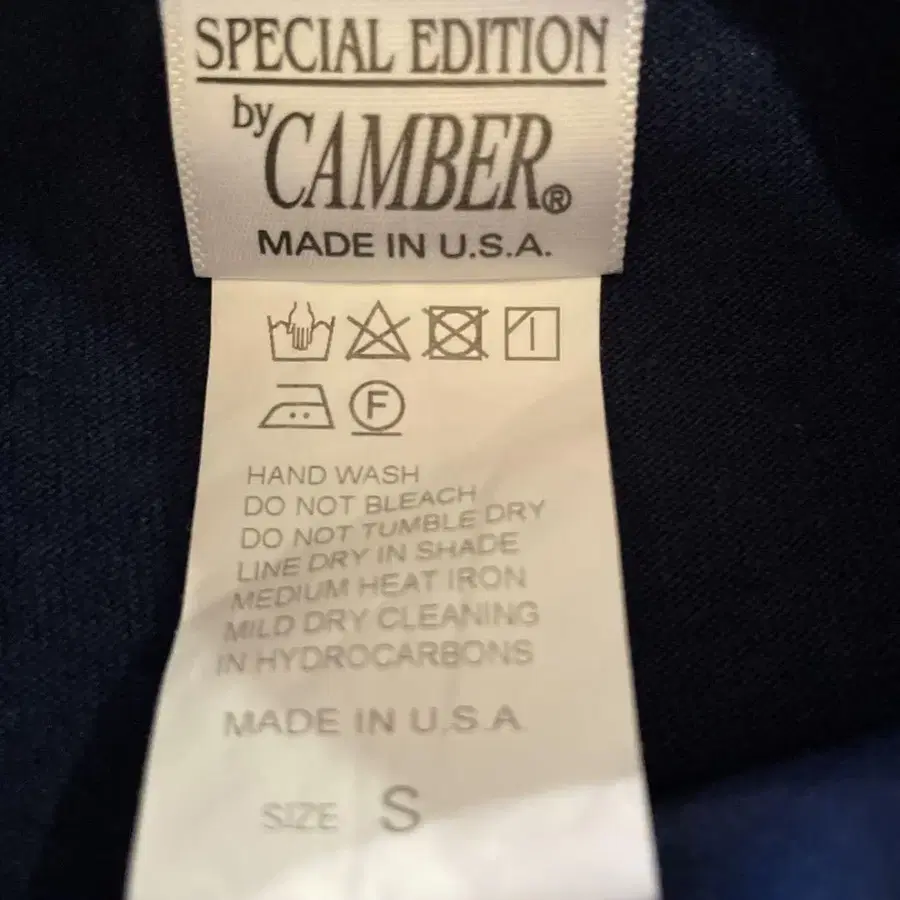 SPECIAL EDITION
by CAMBER®
MADE IN U.S.A.
F
HAND WASH
DO NOT BLEACH
DO NOT TUMBLE DRY
LINE DRY IN SHADE
MEDIUM HEAT IRON
MILD DRY CLEANING
IN HYDROCARBONS
MADE IN U.S.A
SIZE S